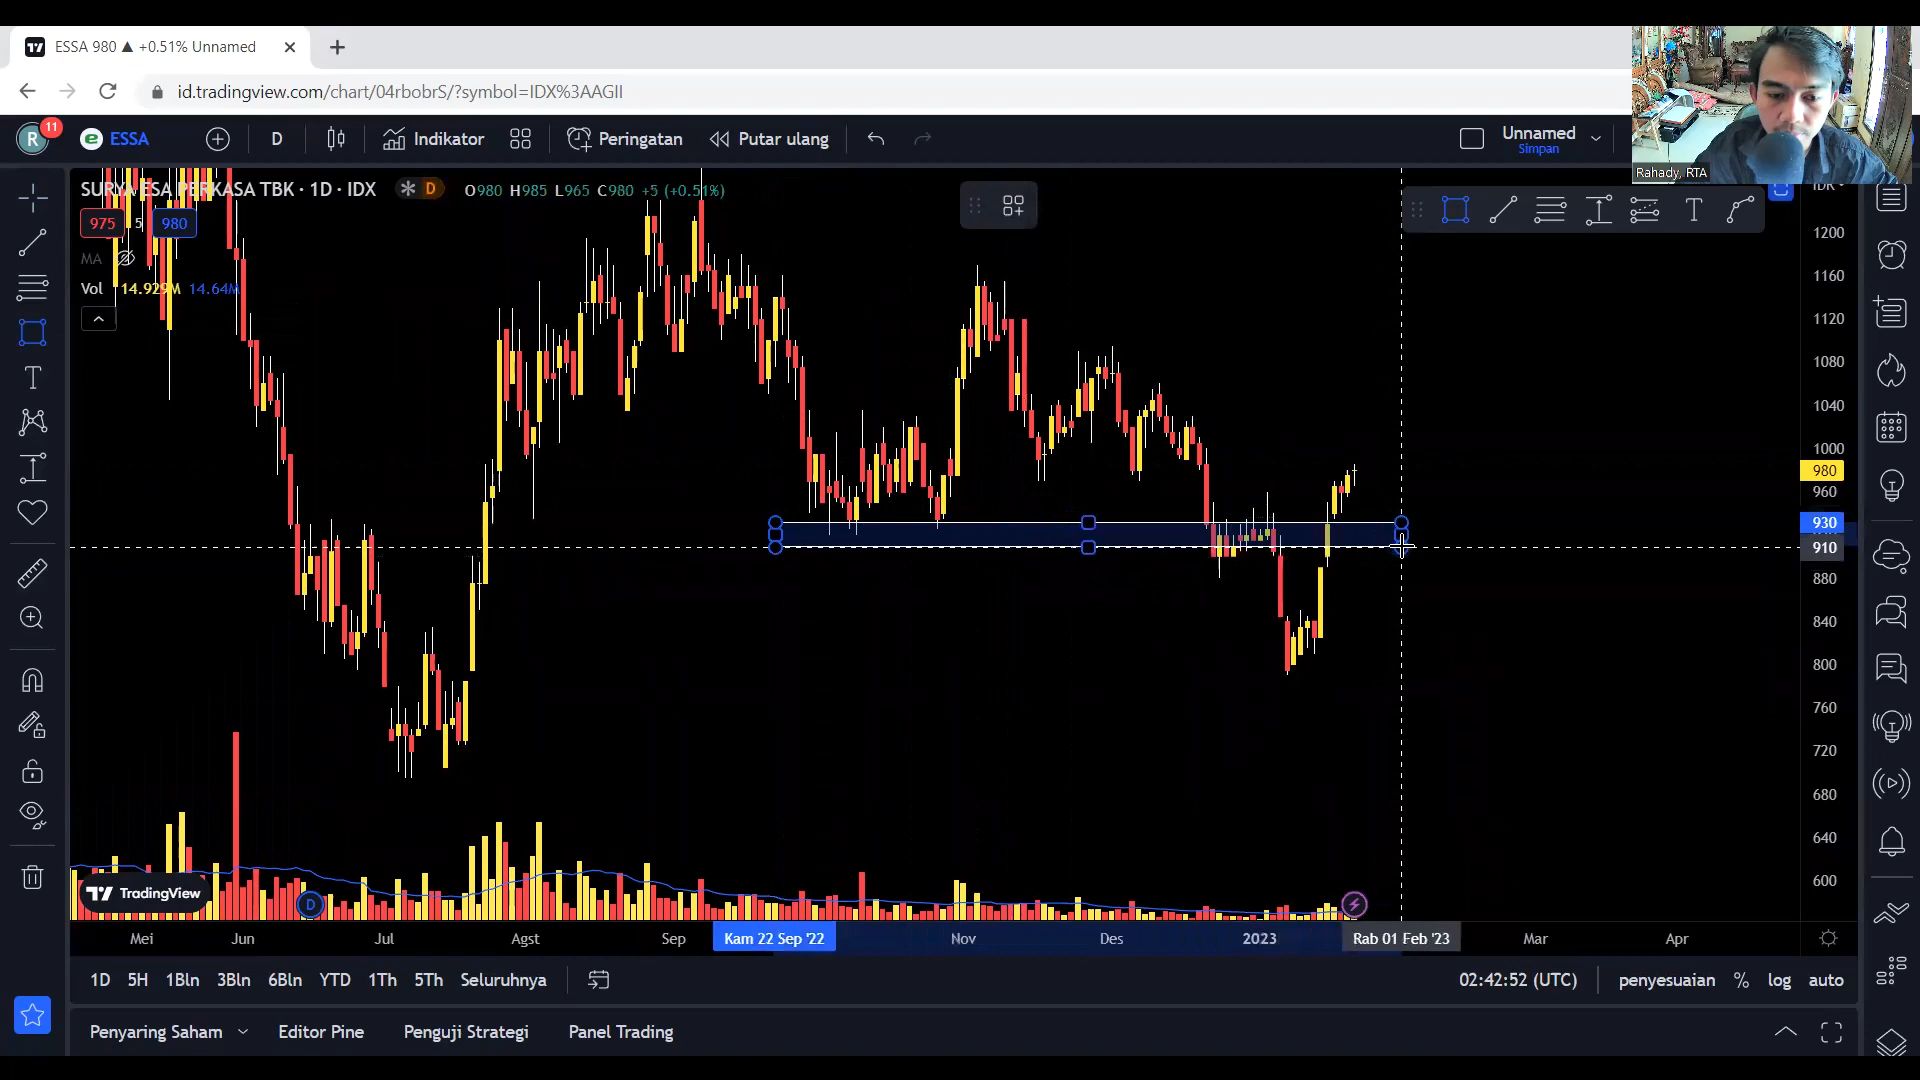 ESSA 980 ▲ +0.51% Unnamed
id.tradingview.com/chart/04rbobrS/?symbol=IDX%3AAGII
Rahady, RTA
R
11
ESSA
D
Indikator
Peringatan
Putar ulang
Unnamed
Simpan
SURYA ESA PERKASA TBK · 1D · IDX
D
O980 H985 L965 C980 +5 (+0.51%)
975
5
980
MA
Vol 14.929M 14.64M
1200
1160
1120
1080
1040
1000
980
960
930
910
880
840
800
760
720
680
640
600
TradingView
D
Mei
Jun
Jul
Agst
Sep
Kam 22 Sep '22
Nov
Des
2023
Rab 01 Feb '23
Mar
Apr
1D 5H 1Bln 3Bln 6Bln YTD 1Th 5Th Seluruhnya
02:42:52 (UTC)
penyesuaian % log auto
Penyaring Saham
Editor Pine
Penguji Strategi
Panel Trading